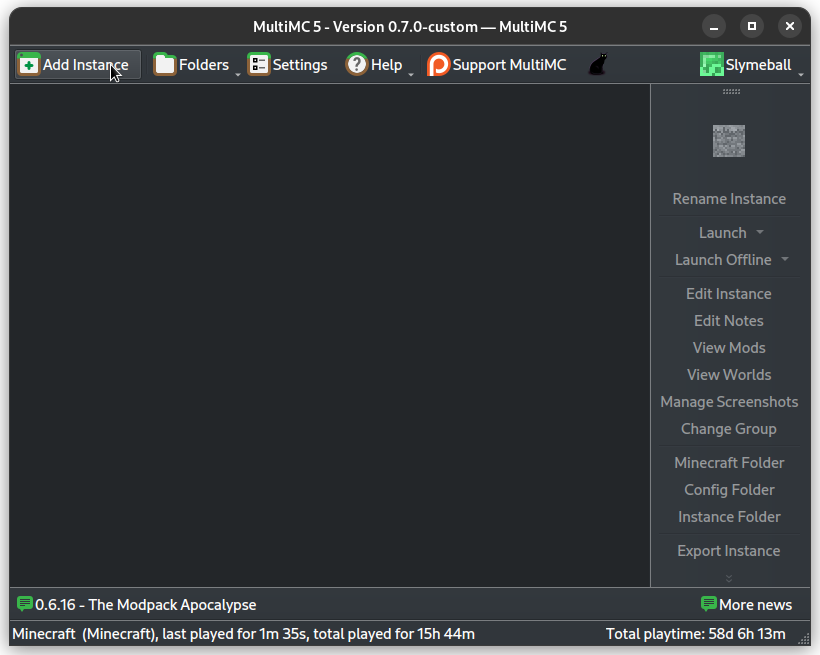 MultiMC 5 - Version 0.7.0-custom — MultiMC 5
Add Instance Folders Settings Help Support MultiMC Slymeball
Rename Instance
Launch
Launch Offline
Edit Instance
Edit Notes
View Mods
View Worlds
Manage Screenshots
Change Group
Minecraft Folder
Config Folder
Instance Folder
Export Instance
0.6.16 - The Modpack Apocalypse More news
Minecraft (Minecraft), last played for 1m 35s, total played for 15h 44m Total playtime: 58d 6h 13m